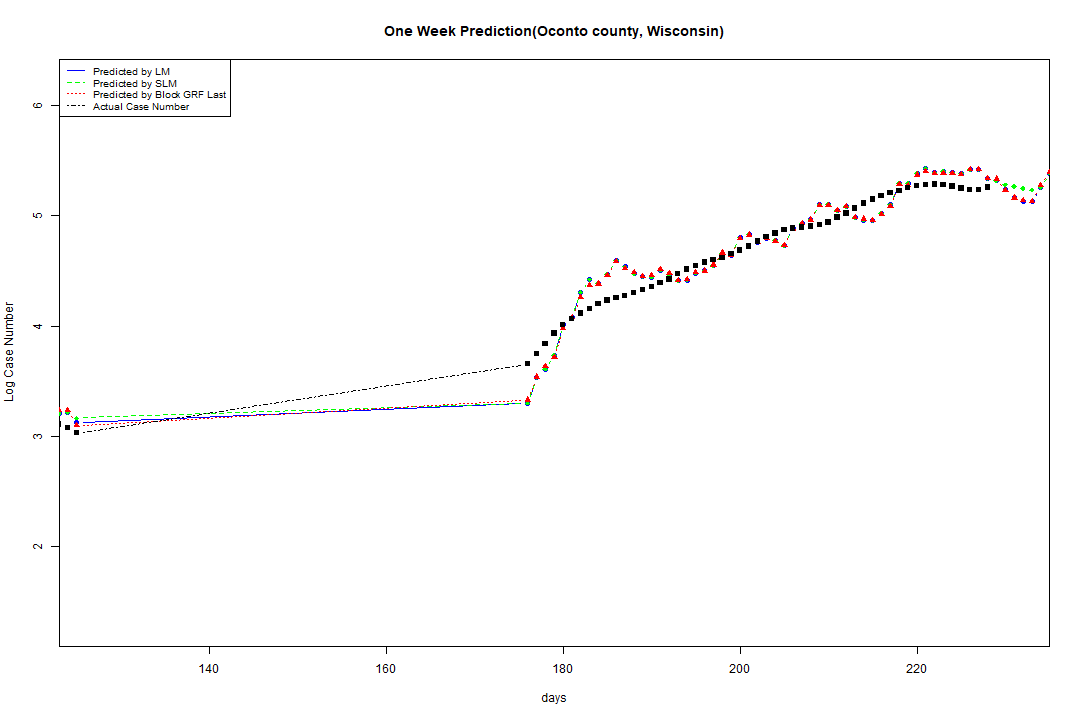 One Week Prediction(Oconto county, Wisconsin)
Predicted by LM
Predicted by SLM
Predicted by Block GRF Last
Actual Case Number
6
5
4
3
2
Log Case Number
140 160 180 200 220
days